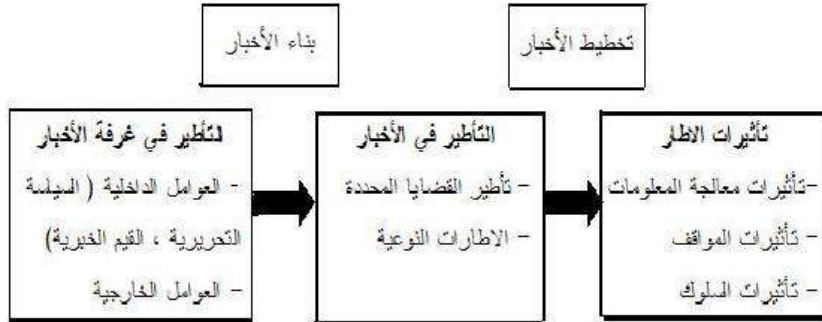 بناء الأخبار
تخطيط الأخبار
التأطير في غرفة الأخبار
- العوامل الداخلية ( السياسة
التحريرية ، القيم الخبرية)
- العوامل الخارجية
التأطير في الأخبار
- تأطير القضايا المحددة
- الاطارات النوعية
تأثيرات الاطار
-تأثيرات معالجة المعلومات
- تأثيرات المواقف
- تأثيرات السلوك